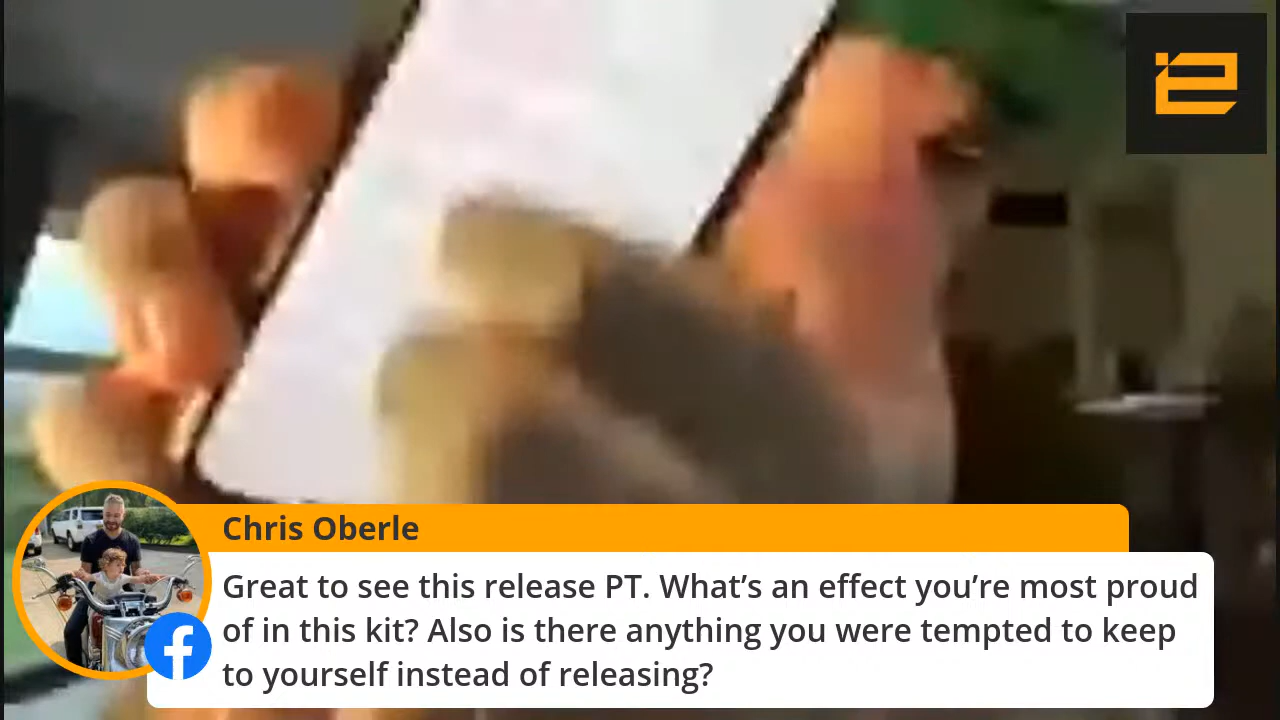 Chris Oberle
Great to see this release PT. What’s an effect you’re most proud
of in this kit? Also is there anything you were tempted to keep
to yourself instead of releasing?